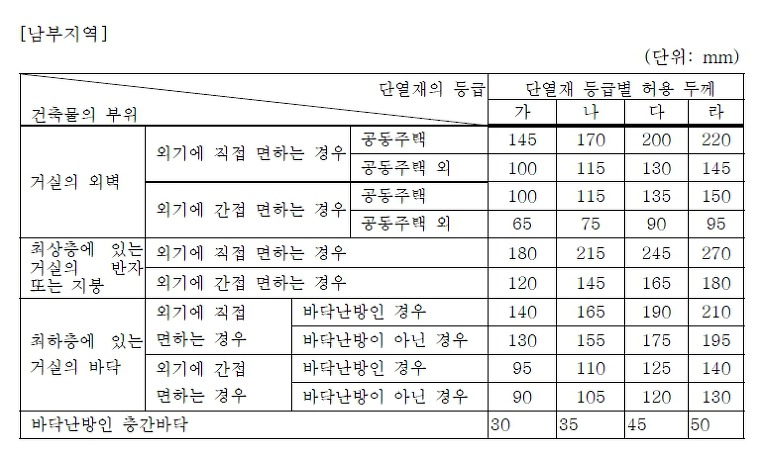 [남부지역]
(단위: mm)
단열재의 등급 단열재 등급별 허용 두께
건축물의 부위 가 나 다 라
거실의 외벽 외기에 직접 면하는 경우 공동주택 145 170 200 220
공동주택 외 100 115 130 145
외기에 간접 면하는 경우 공동주택 100 115 135 150
공동주택 외 65 75 90 95
최상층에 있는 거실의 반자 또는 지붕 외기에 직접 면하는 경우 180 215 245 270
외기에 간접 면하는 경우 120 145 165 180
최하층에 있는 거실의 바닥 외기에 직접 면하는 경우 바닥난방인 경우 140 165 190 210
바닥난방이 아닌 경우 130 155 175 195
외기에 간접 면하는 경우 바닥난방인 경우 95 110 125 140
바닥난방이 아닌 경우 90 105 120 130
바닥난방인 층간바닥 30 35 45 50